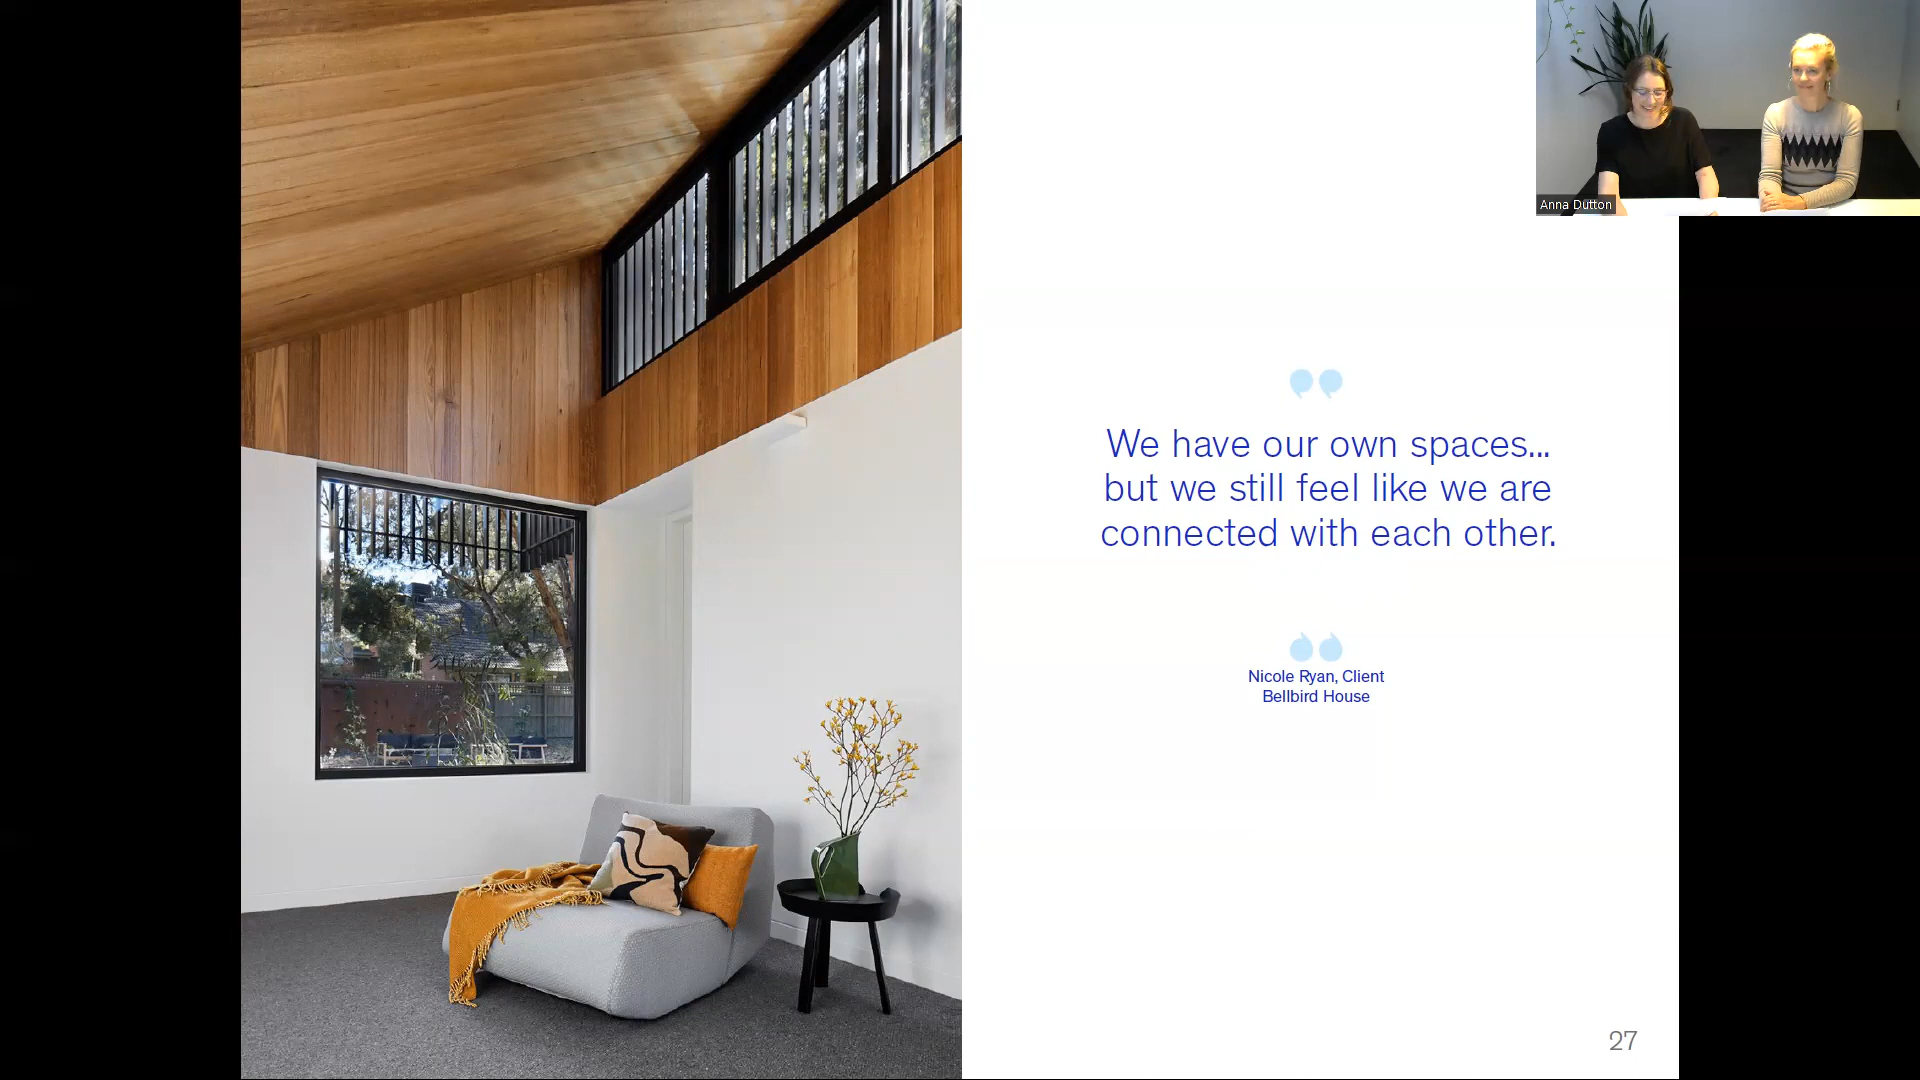 Anna Dutton
We have our own spaces...
but we still feel like we are
connected with each other.
Nicole Ryan, Client
Bellbird House
27